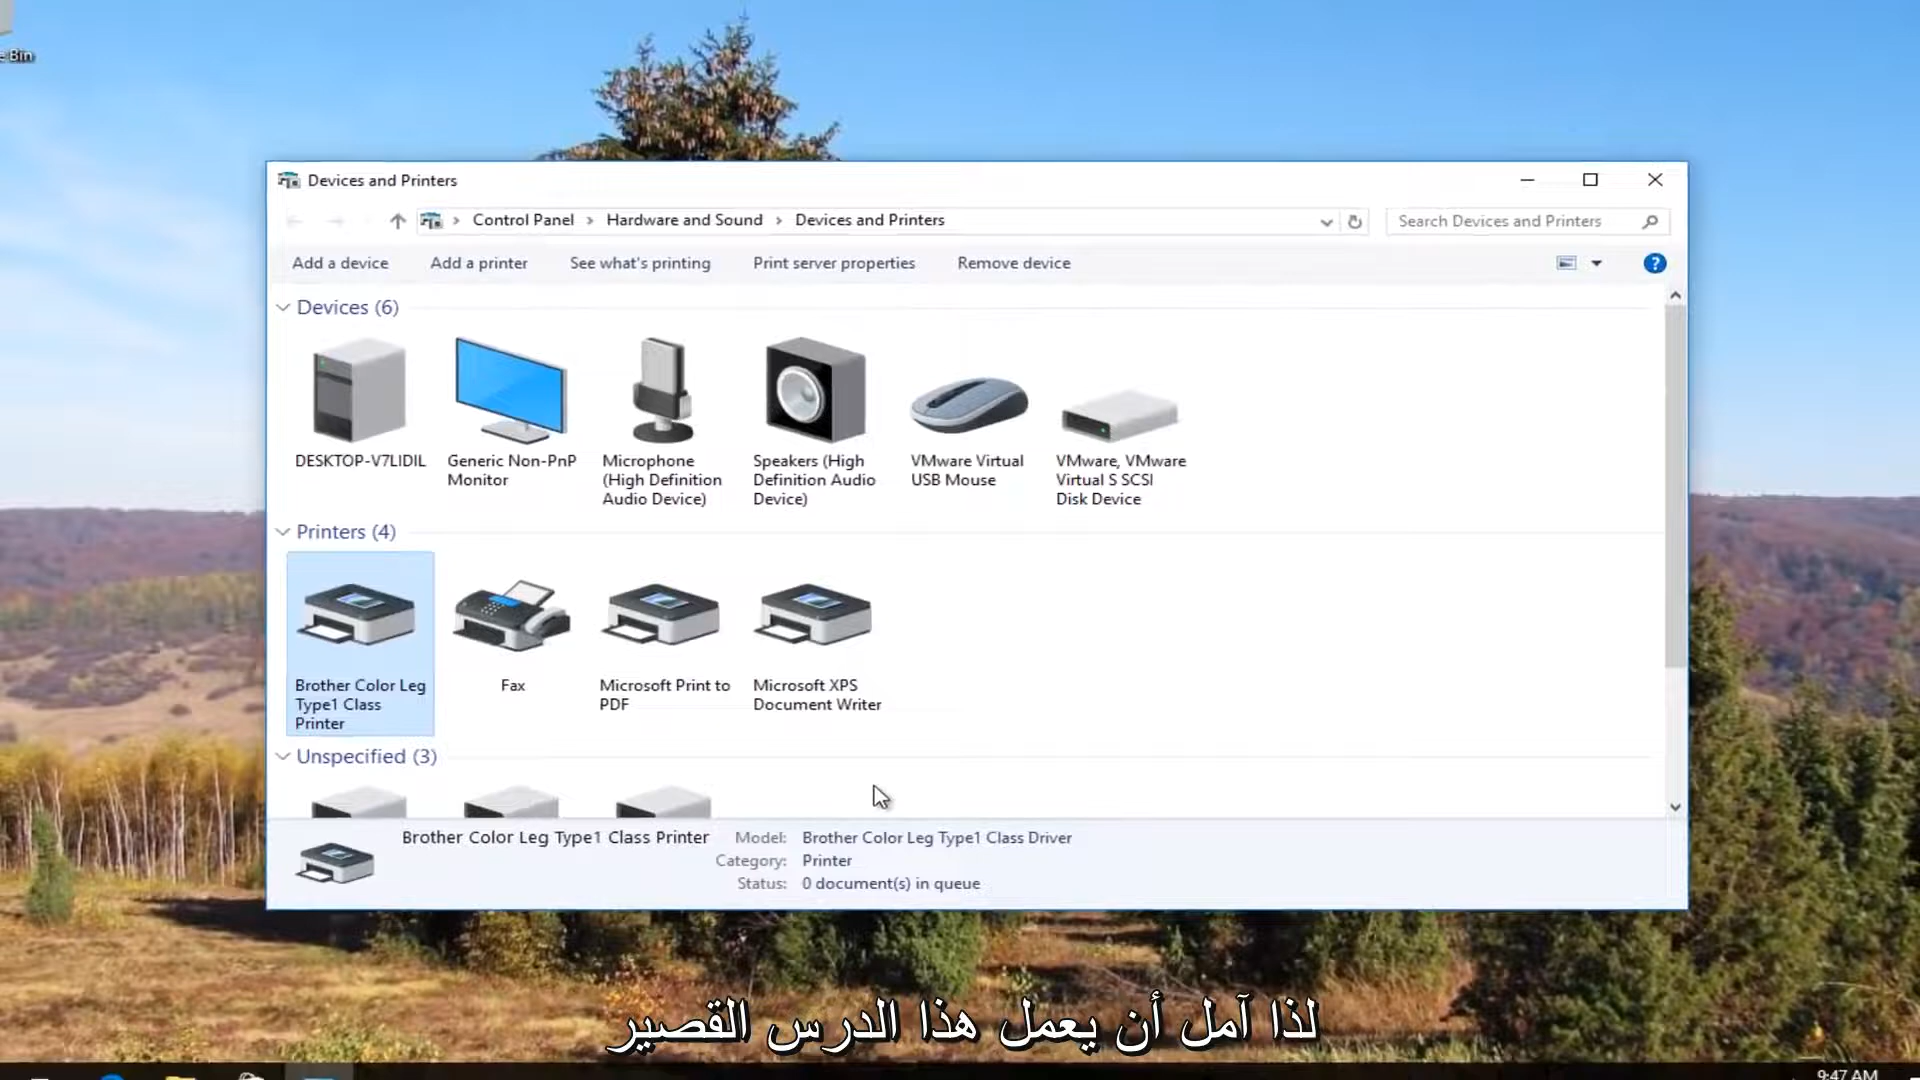 e Bin
Devices and Printers
Control Panel > Hardware and Sound > Devices and Printers
Search Devices and Printers
Add a device
Add a printer
See what's printing
Print server properties
Remove device
?
Devices (6)
DESKTOP-V7LIDIL
Generic Non-PnP
Monitor
Microphone
(High Definition
Audio Device)
Speakers (High
Definition Audio
Device)
VMware Virtual
USB Mouse
VMware, VMware
Virtual S SCSI
Disk Device
Printers (4)
Brother Color Leg
Type1 Class
Printer
Fax
Microsoft Print to
PDF
Microsoft XPS
Document Writer
Unspecified (3)
Brother Color Leg Type1 Class Printer
Model: Brother Color Leg Type1 Class Driver
Category: Printer
Status: 0 document(s) in queue
لذا آمل أن يعمل هذا الدرس القصير
9:47 AM